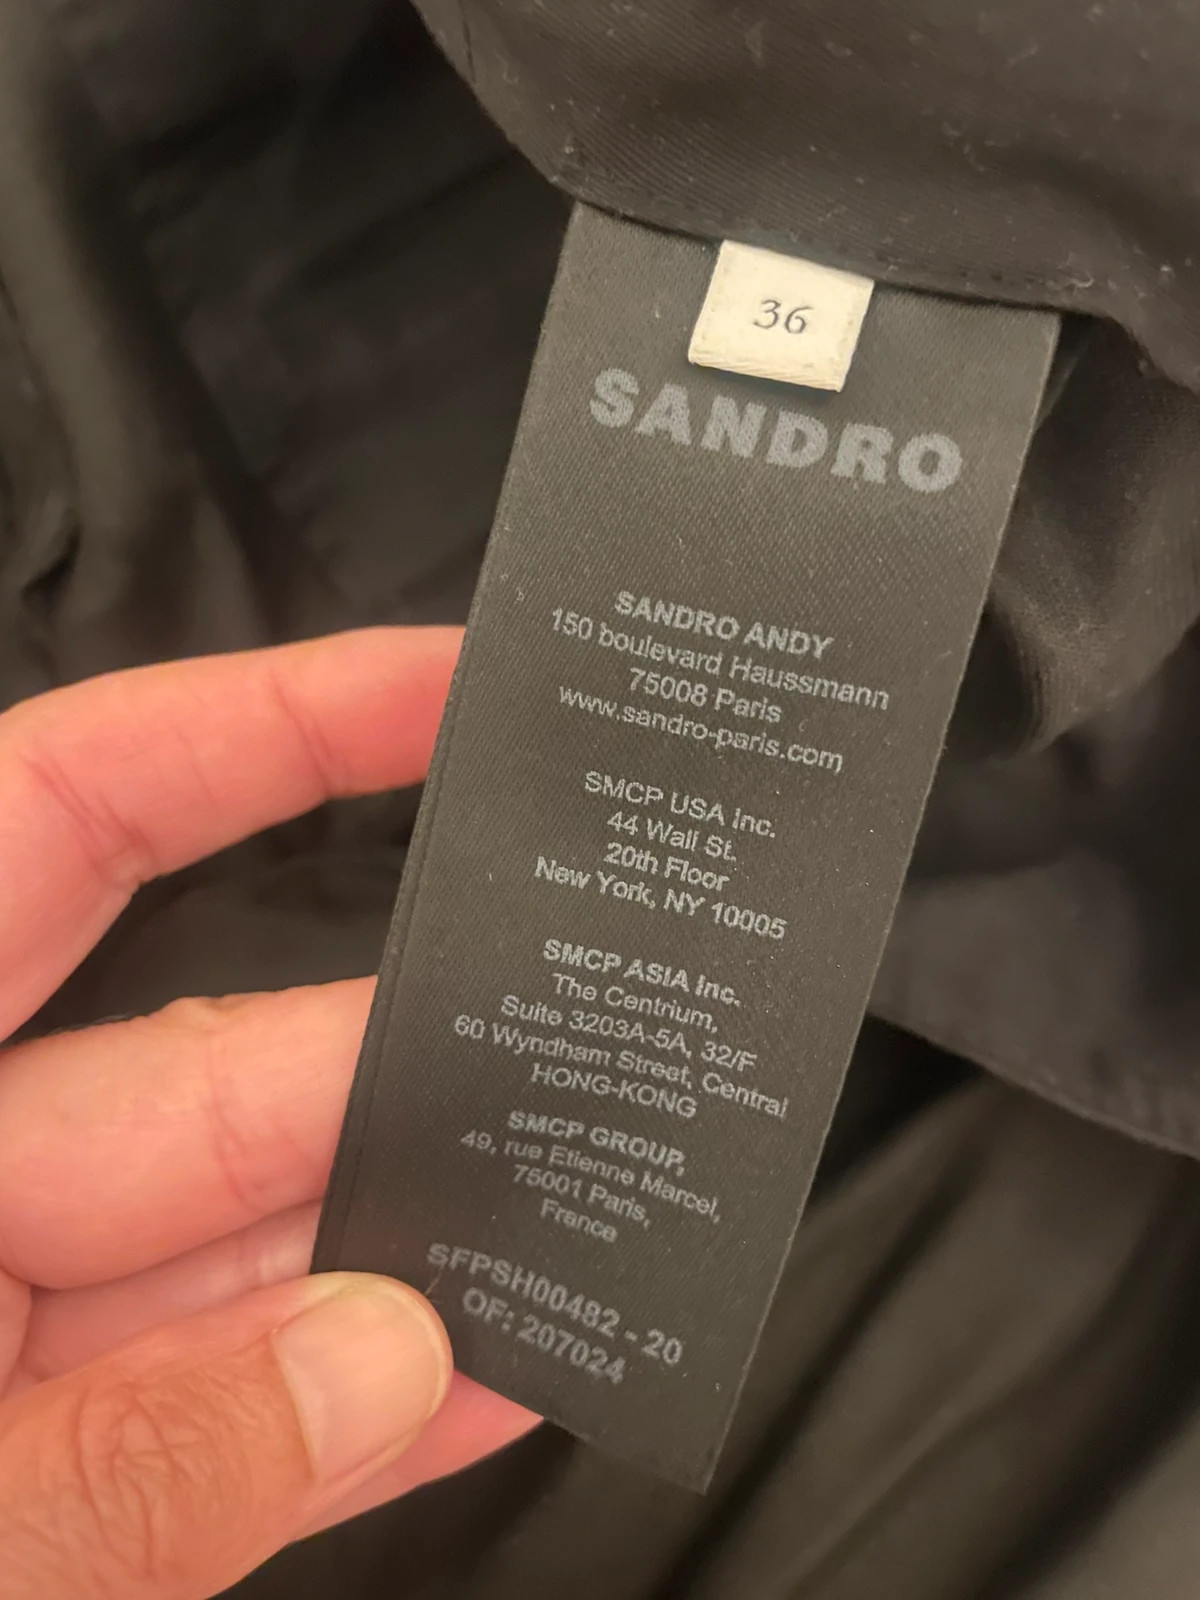 36
SANDRO
SANDRO ANDY
150 boulevard Haussmann
75008 Paris
www.sandro-paris.com
SMCP USA Inc.
44 Wall St.
20th Floor
New York, NY 10005
SMCP ASIA Inc.
The Centrium,
Suite 3203A-5A, 32/F
60 Wyndham Street, Central
HONG-KONG
SMCP GROUP,
49, rue Etienne Marcel,
75001 Paris,
France
SFPSH00482 - 20
OF: 207024